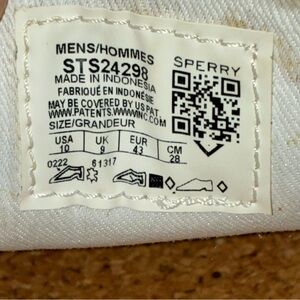 MENS/HOMMES
SPERRY
STS24298
MADE IN INDONESIA
FABRIQUÉ EN INDONÉSIE
MAY BE COVERED BY US PAT.
WWW.PATENTS.WWWINC.COM
SIZE/GRANDEUR
USA UK EUR CM
10 9 43 28
0222 61317